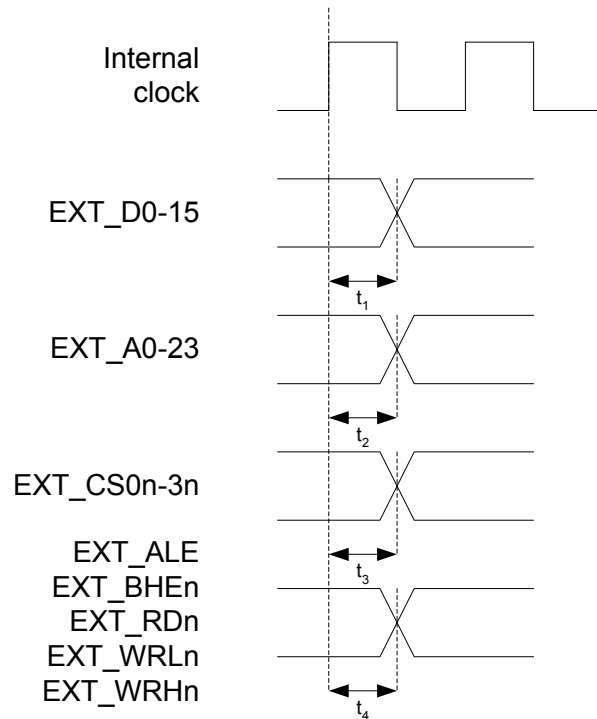 Internal
clock
EXT_D0-15
t1
EXT_A0-23
t2
EXT_CS0n-3n
t3
EXT_ALE
EXT_BHEn
EXT_RDn
EXT_WRLn
EXT_WRHn
t4